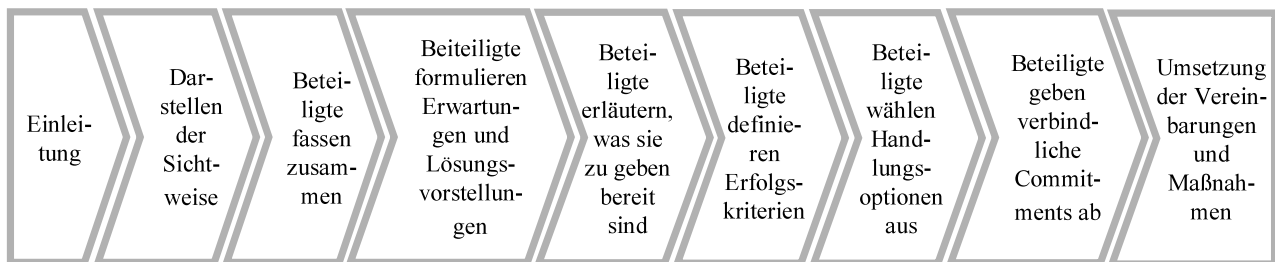 Einlei-
tung
Dar-
stellen
der
Sicht-
weise
Betei-
ligte
fassen
zusam-
men
Beiteiligte
formulieren
Erwartun-
gen und
Lösungs-
vorstellun-
gen
Betei-
ligte
erläutern,
was sie
zu geben
bereit
sind
Betei-
ligte
definie-
ren
Erfolgs-
kriterien
Betei-
ligte
wählen
Hand-
lungs-
optionen
aus
Beteiligte
geben
verbind-
liche
Commit-
ments ab
Umsetzung
der Verein-
barungen
und
Maßnah-
men